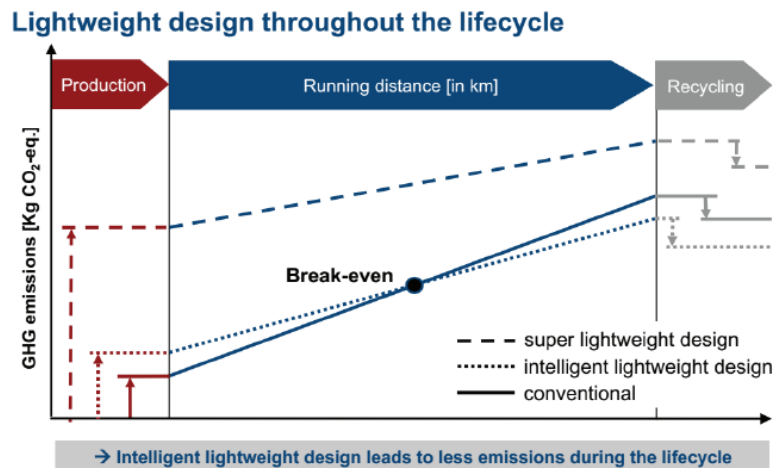 Lightweight design throughout the lifecycle
Production
Running distance [in km]
Recycling
GHG emissions [Kg CO₂-eq.]
Break-even
super lightweight design
intelligent lightweight design
conventional
→ Intelligent lightweight design leads to less emissions during the lifecycle